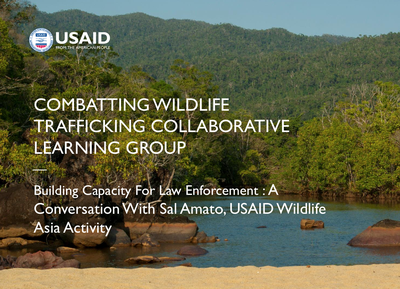 USAID
FROM THE AMERICAN PEOPLE
COMBATTING WILDLIFE
TRAFFICKING COLLABORATIVE
LEARNING GROUP
Building Capacity For Law Enforcement : A
Conversation With Sal Amato, USAID Wildlife
Asia Activity